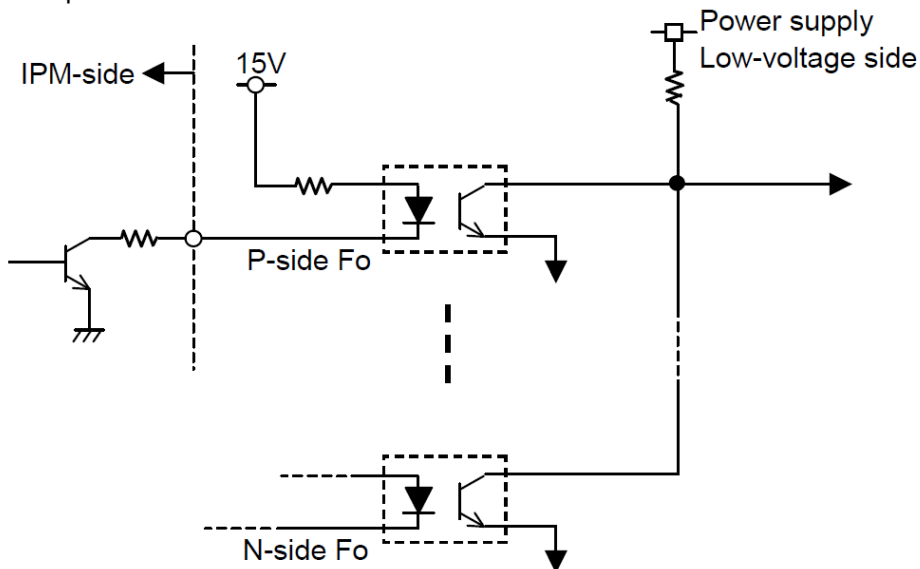 Power supply
Low-voltage side
IPM-side
15V
P-side Fo
N-side Fo